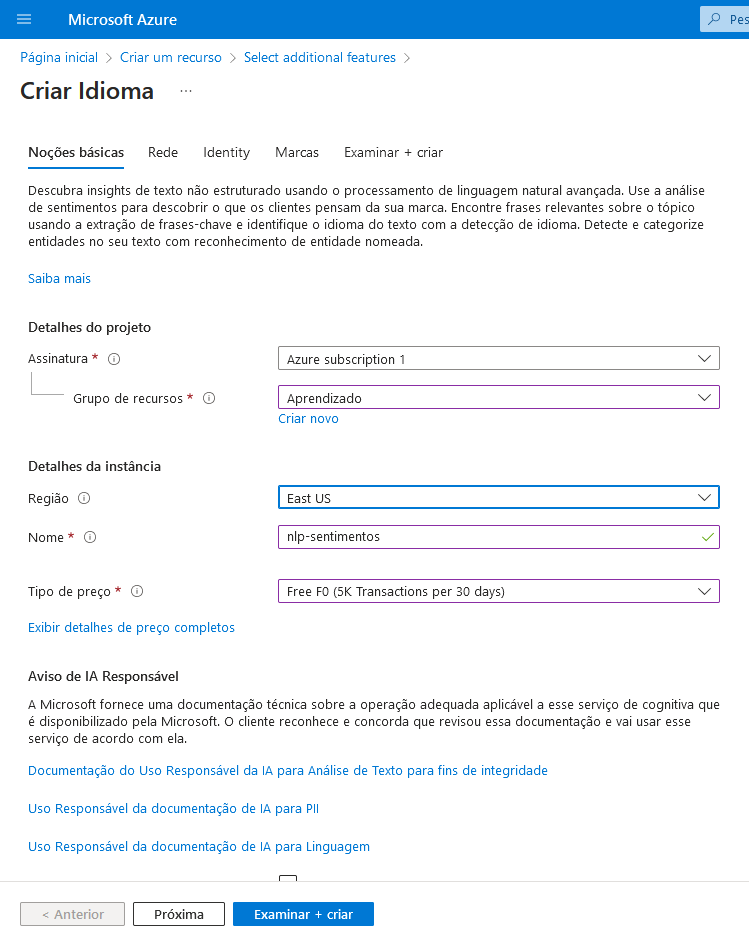 Microsoft Azure
Pes
Página inicial > Criar um recurso > Select additional features >
Criar Idioma ...
Noções básicas Rede Identity Marcas Examinar + criar
Descubra insights de texto não estruturado usando o processamento de linguagem natural avançada. Use a análise
de sentimentos para descobrir o que os clientes pensam da sua marca. Encontre frases relevantes sobre o tópico
usando a extração de frases-chave e identifique o idioma do texto com a detecção de idioma. Detecte e categorize
entidades no seu texto com reconhecimento de entidade nomeada.
Saiba mais
Detalhes do projeto
Assinatura * Azure subscription 1
Grupo de recursos * Aprendizado
Criar novo
Detalhes da instância
Região East US
Nome * nlp-sentimentos
Tipo de preço * Free F0 (5K Transactions per 30 days)
Exibir detalhes de preço completos
Aviso de IA Responsável
A Microsoft fornece uma documentação técnica sobre a operação adequada aplicável a esse serviço de cognitiva que
é disponibilizado pela Microsoft. O cliente reconhece e concorda que revisou essa documentação e vai usar esse
serviço de acordo com ela.
Documentação do Uso Responsável da IA para Análise de Texto para fins de integridade
Uso Responsável da documentação de IA para PII
Uso Responsável da documentação de IA para Linguagem
< Anterior Próxima Examinar + criar